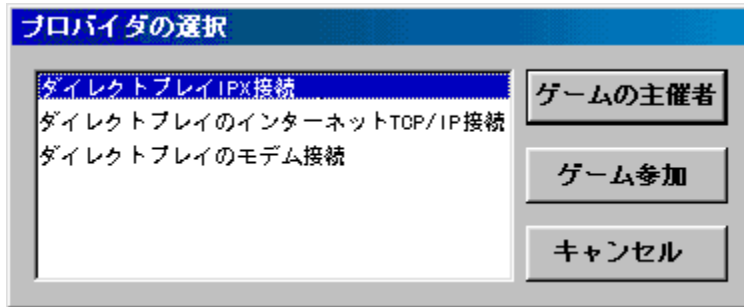 プロバイダの選択
ダイレクトプレイIPX接続
ダイレクトプレイのインターネットTCP/IP接続
ダイレクトプレイのモデム接続
ゲームの主催者
ゲーム参加
キャンセル